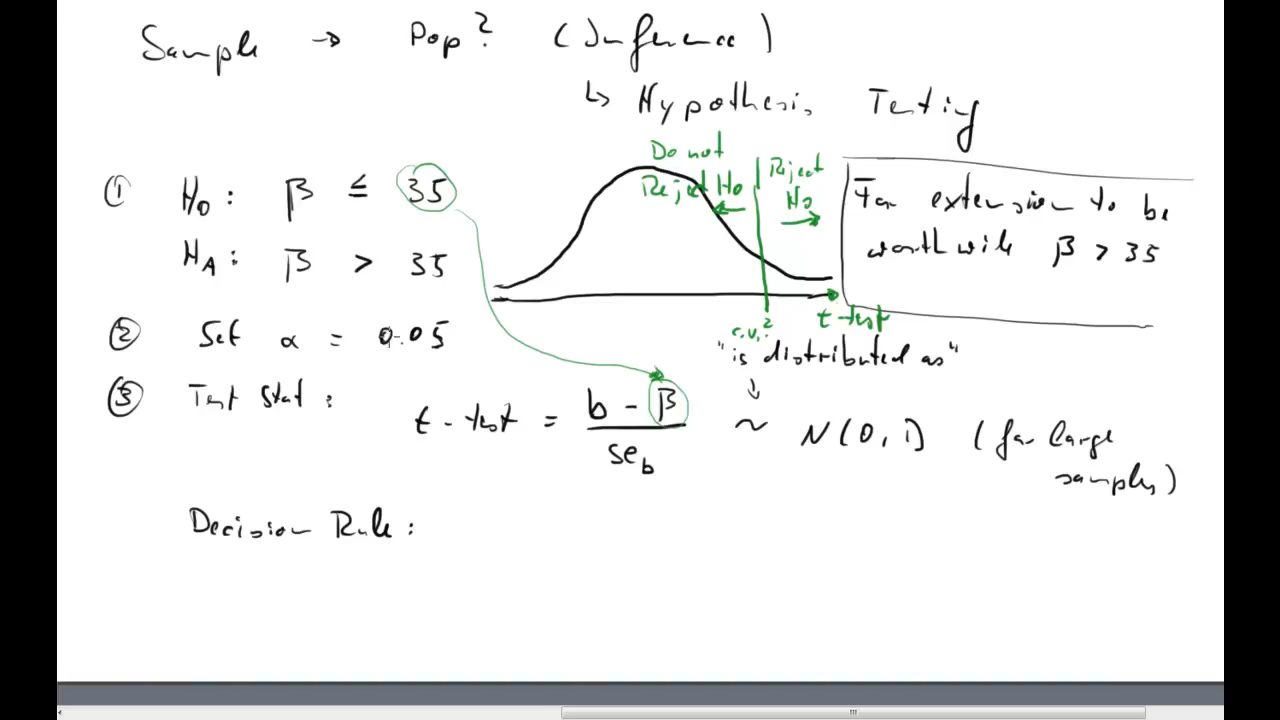 Sample → Pop? (Inference)
↳ Hypothesis Testing
① H0: β ≤ 35
HA: β > 35
Do not
Reject H0
Reject
H0
For extension to be
worthwile β > 35
c.v.?
t-test
② Set α = 0.05
"is distributed as"
③ Test Stat:
t-test = b - β / se_b ~ N(0, 1) (for large
samples)
Decision Rule: